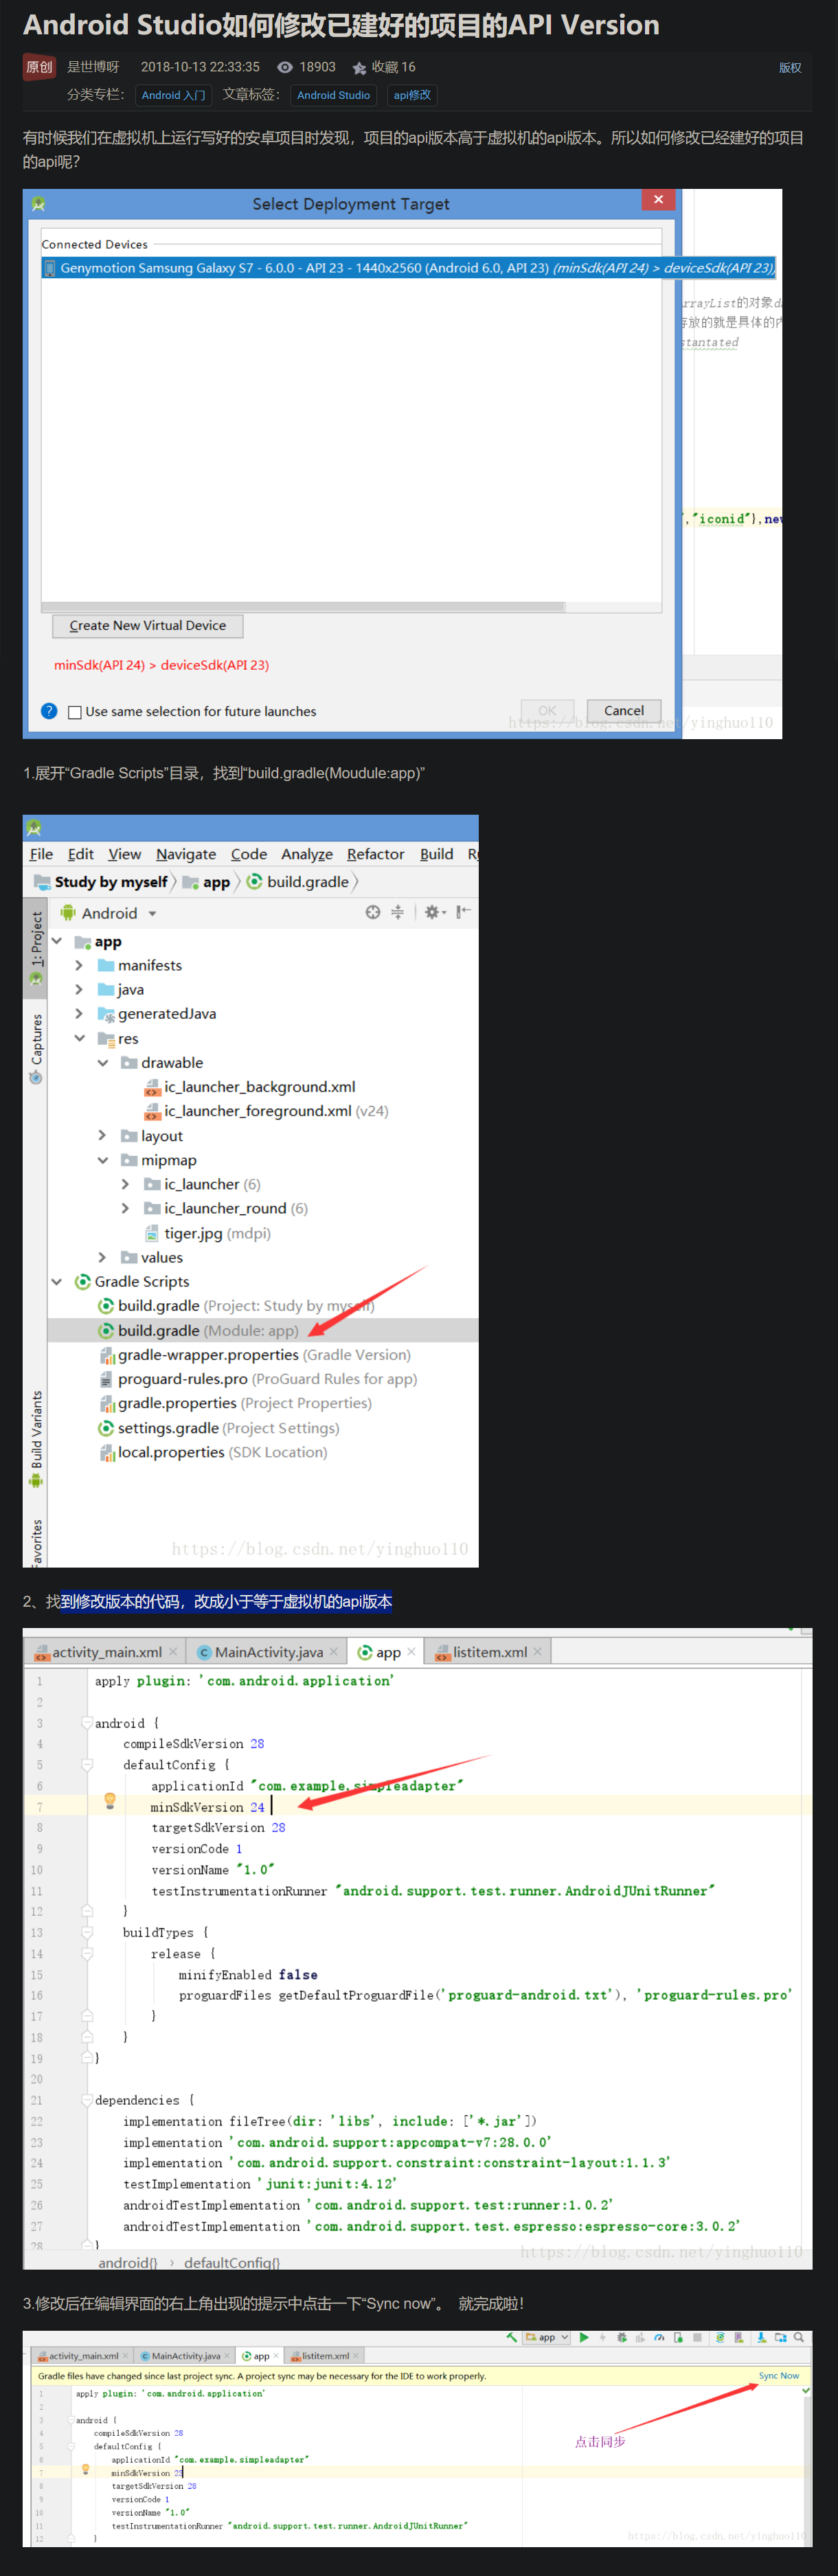 Android Studio如何修改已建好的项目的API Version
原创 是世博呀 2018-10-13 22:33:35 18903 收藏 16 版权
分类专栏： Android 入门 文章标签： Android Studio api修改
有时候我们在虚拟机上运行写好的安卓项目时发现，项目的api版本高于虚拟机的api版本。所以如何修改已经建好的项目
的api呢？
Select Deployment Target
Connected Devices
Genymotion Samsung Galaxy S7 - 6.0.0 - API 23 - 1440x2560 (Android 6.0, API 23) (minSdk(API 24) > deviceSdk(API 23))
rrayList的对象d
存放的就是具体的内
stantated
","iconid"},new
Create New Virtual Device
minSdk(API 24) > deviceSdk(API 23)
? Use same selection for future launches OK Cancel
https://blog.csdn.net/yinghuo110
1.展开“Gradle Scripts”目录，找到“build.gradle(Moudule:app)”
File Edit View Navigate Code Analyze Refactor Build Ru
Study by myself app build.gradle
1: Project
Captures
Build Variants
Favorites
Android
app
manifests
java
generatedJava
res
drawable
ic_launcher_background.xml
ic_launcher_foreground.xml (v24)
layout
mipmap
ic_launcher (6)
ic_launcher_round (6)
tiger.jpg (mdpi)
values
Gradle Scripts
build.gradle (Project: Study by myself)
build.gradle (Module: app)
gradle-wrapper.properties (Gradle Version)
proguard-rules.pro (ProGuard Rules for app)
gradle.properties (Project Properties)
settings.gradle (Project Settings)
local.properties (SDK Location)
https://blog.csdn.net/yinghuo110
2、找到修改版本的代码，改成小于等于虚拟机的api版本
activity_main.xml MainActivity.java app listitem.xml
1 apply plugin: 'com.android.application'
2
3 android {
4 compileSdkVersion 28
5 defaultConfig {
6 applicationId "com.example.simpleadapter"
7 minSdkVersion 24
8 targetSdkVersion 28
9 versionCode 1
10 versionName "1.0"
11 testInstrumentationRunner "android.support.test.runner.AndroidJUnitRunner"
12 }
13 buildTypes {
14 release {
15 minifyEnabled false
16 proguardFiles getDefaultProguardFile('proguard-android.txt'), 'proguard-rules.pro'
17 }
18 }
19 }
20
21 dependencies {
22 implementation fileTree(dir: 'libs', include: ['*.jar'])
23 implementation 'com.android.support:appcompat-v7:28.0.0'
24 implementation 'com.android.support.constraint:constraint-layout:1.1.3'
25 testImplementation 'junit:junit:4.12'
26 androidTestImplementation 'com.android.support.test:runner:1.0.2'
27 androidTestImplementation 'com.android.support.test.espresso:espresso-core:3.0.2'
28 }
https://blog.csdn.net/yinghuo110
android{} › defaultConfig{}
3.修改后在编辑界面的右上角出现的提示中点击一下“Sync now”。 就完成啦！
app
activity_main.xml MainActivity.java app listitem.xml
Gradle files have changed since last project sync. A project sync may be necessary for the IDE to work properly. Sync Now
1 apply plugin: 'com.android.application'
2
3 android {
4 compileSdkVersion 28
5 defaultConfig {
6 applicationId "com.example.simpleadapter"
7 minSdkVersion 23
8 targetSdkVersion 28
9 versionCode 1
10 versionName "1.0"
11 testInstrumentationRunner "android.support.test.runner.AndroidJUnitRunner"
12 }
点击同步
https://blog.csdn.net/yinghuo110